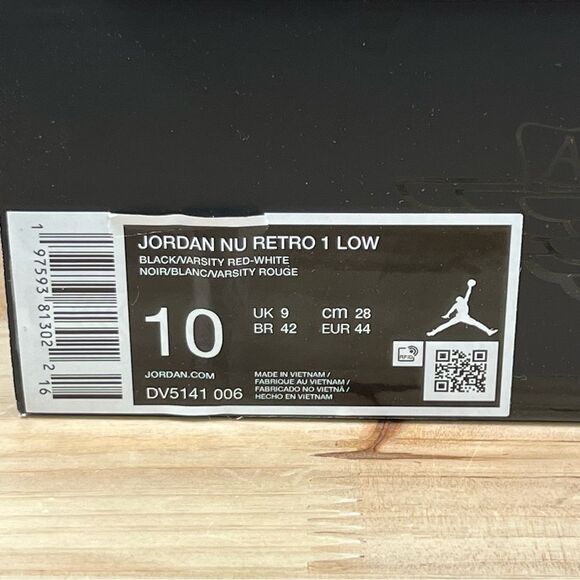 JORDAN NU RETRO 1 LOW
BLACK/VARSITY RED-WHITE
NOIR/BLANC/VARSITY ROUGE
10
UK 9 cm 28
BR 42 EUR 44
RFID
JORDAN.COM
DV5141 006
MADE IN VIETNAM /
FABRIQUE AU VIETNAM /
FABRICADO NO VIETNÃ /
HECHO EN VIETNAM
1 97593 81302 2 16